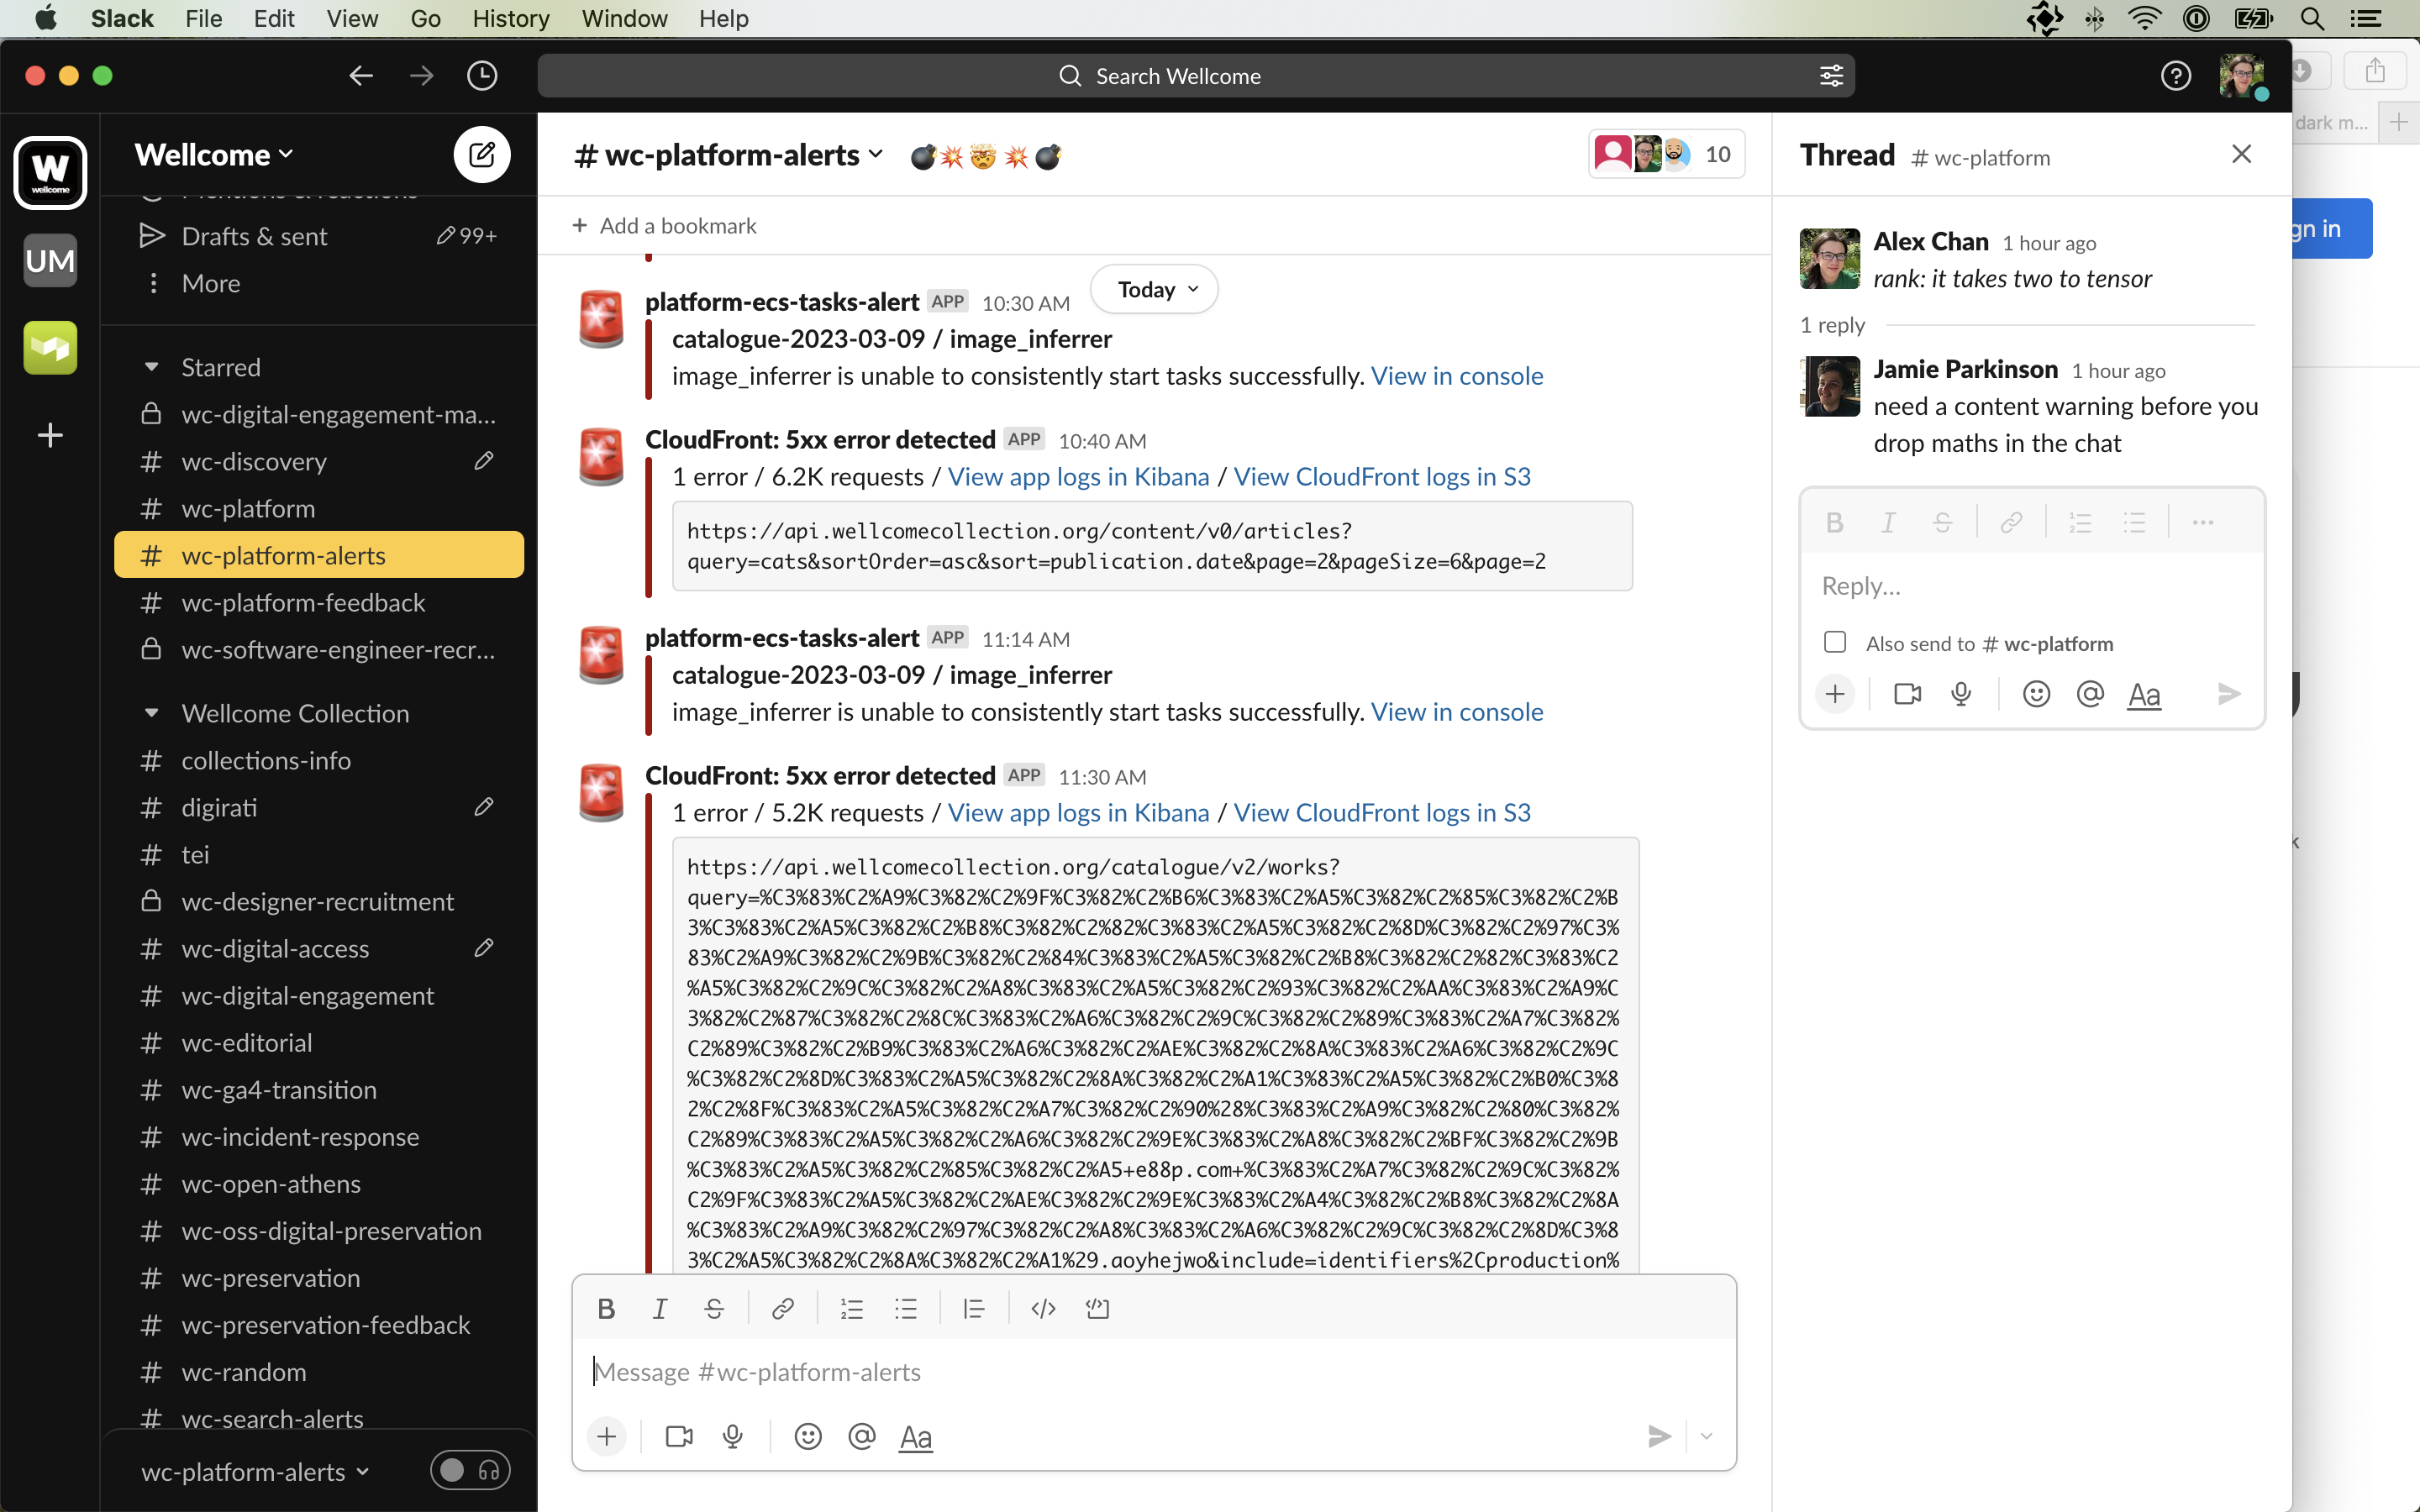 Slack File Edit View Go History Window Help
Search Wellcome
W
wellcome
UM
Wellcome
Drafts & sent 99+
More
Starred
wc-digital-engagement-ma...
# wc-discovery
# wc-platform
# wc-platform-alerts
# wc-platform-feedback
wc-software-engineer-recr...
Wellcome Collection
# collections-info
# digirati
# tei
wc-designer-recruitment
# wc-digital-access
# wc-digital-engagement
# wc-editorial
# wc-ga4-transition
# wc-incident-response
# wc-open-athens
# wc-oss-digital-preservation
# wc-preservation
# wc-preservation-feedback
# wc-random
# wc-search-alerts
wc-platform-alerts
# wc-platform-alerts 💣💥🤯💥💣 10
+ Add a bookmark
Today
platform-ecs-tasks-alert APP 10:30 AM
catalogue-2023-03-09 / image_inferrer
image_inferrer is unable to consistently start tasks successfully. View in console
CloudFront: 5xx error detected APP 10:40 AM
1 error / 6.2K requests / View app logs in Kibana / View CloudFront logs in S3
https://api.wellcomecollection.org/content/v0/articles?
query=cats&sortOrder=asc&sort=publication.date&page=2&pageSize=6&page=2
platform-ecs-tasks-alert APP 11:14 AM
catalogue-2023-03-09 / image_inferrer
image_inferrer is unable to consistently start tasks successfully. View in console
CloudFront: 5xx error detected APP 11:30 AM
1 error / 5.2K requests / View app logs in Kibana / View CloudFront logs in S3
https://api.wellcomecollection.org/catalogue/v2/works?
query=%C3%83%C2%A9%C3%82%C2%9F%C3%82%C2%B6%C3%83%C2%A5%C3%82%C2%85%C3%82%C2%B
3%C3%83%C2%A5%C3%82%C2%B8%C3%82%C2%82%C3%83%C2%A5%C3%82%C2%8D%C3%82%C2%97%C3%
83%C2%A9%C3%82%C2%9B%C3%82%C2%84%C3%83%C2%A5%C3%82%C2%B8%C3%82%C2%82%C3%83%C2
%A5%C3%82%C2%9C%C3%82%C2%A8%C3%83%C2%A5%C3%82%C2%93%C3%82%C2%AA%C3%83%C2%A9%C
3%82%C2%87%C3%82%C2%8C%C3%83%C2%A6%C3%82%C2%9C%C3%82%C2%89%C3%83%C2%A7%C3%82%
C2%89%C3%82%C2%B9%C3%83%C2%A6%C3%82%C2%AE%C3%82%C2%8A%C3%83%C2%A6%C3%82%C2%9C
%C3%82%C2%8D%C3%83%C2%A5%C3%82%C2%8A%C3%82%C2%A1%C3%83%C2%A5%C3%82%C2%B0%C3%8
2%C2%8F%C3%83%C2%A5%C3%82%C2%A7%C3%82%C2%90%28%C3%83%C2%A9%C3%82%C2%80%C3%82%
C2%89%C3%83%C2%A5%C3%82%C2%A6%C3%82%C2%9E%C3%83%C2%A8%C3%82%C2%BF%C3%82%C2%9B
%C3%83%C2%A5%C3%82%C2%85%C3%82%C2%A5+e88p.com+%C3%83%C2%A7%C3%82%C2%9C%C3%82%
C2%9F%C3%83%C2%A5%C3%82%C2%AE%C3%82%C2%9E%C3%83%C2%A4%C3%82%C2%B8%C3%82%C2%8A
%C3%83%C2%A9%C3%82%C2%97%C3%82%C2%A8%C3%83%C2%A6%C3%82%C2%9C%C3%82%C2%8D%C3%8
3%C2%A5%C3%82%C2%8A%C3%82%C2%A1%29.aoyhejwo&include=identifiers%2Cproduction%
Message #wc-platform-alerts
Aa
Thread # wc-platform
Alex Chan 1 hour ago
rank: it takes two to tensor
1 reply
Jamie Parkinson 1 hour ago
need a content warning before you
drop maths in the chat
Reply...
Also send to # wc-platform
Aa
dark m...
gn in